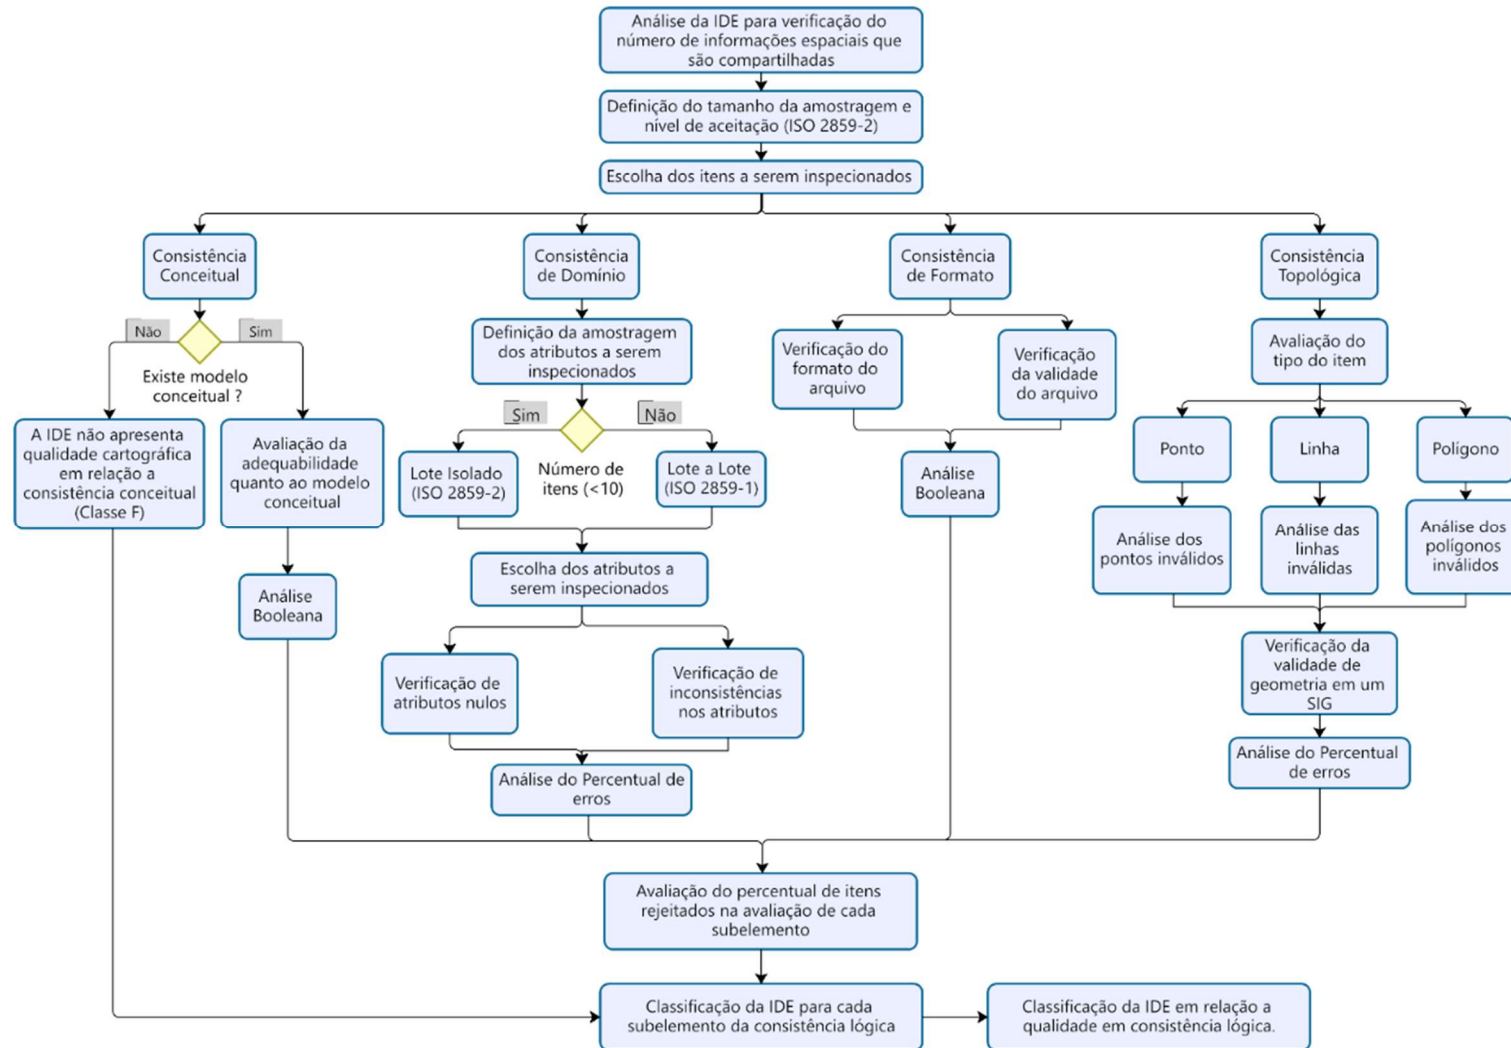 Análise da IDE para verificação do
número de informações espaciais que
são compartilhadas
Definição do tamanho da amostragem e
nível de aceitação (ISO 2859-2)
Escolha dos itens a serem inspecionados
Consistência
Conceitual
Consistência
de Domínio
Consistência
de Formato
Consistência
Topológica
Não
Sim
Existe modelo
conceitual ?
A IDE não apresenta
qualidade cartográfica
em relação a
consistência conceitual
(Classe F)
Avaliação da
adequabilidade
quanto ao modelo
conceitual
Análise
Booleana
Definição da amostragem
dos atributos a serem
inspecionados
Sim
Não
Número de
itens (<10)
Lote Isolado
(ISO 2859-2)
Lote a Lote
(ISO 2859-1)
Escolha dos atributos a
serem inspecionados
Verificação de
atributos nulos
Verificação de
inconsistências
nos atributos
Análise do Percentual de
erros
Verificação do
formato do
arquivo
Verificação
da validade
do arquivo
Análise
Booleana
Avaliação do
tipo do item
Ponto
Linha
Polígono
Análise dos
pontos inválidos
Análise das
linhas
inválidas
Análise dos
polígonos
inválidos
Verificação da
validade de
geometria em um
SIG
Análise do Percentual
de erros
Avaliação do percentual de itens
rejeitados na avaliação de cada
subelemento
Classificação da IDE para cada
subelemento da consistência lógica
Classificação da IDE em relação a
qualidade em consistência lógica.